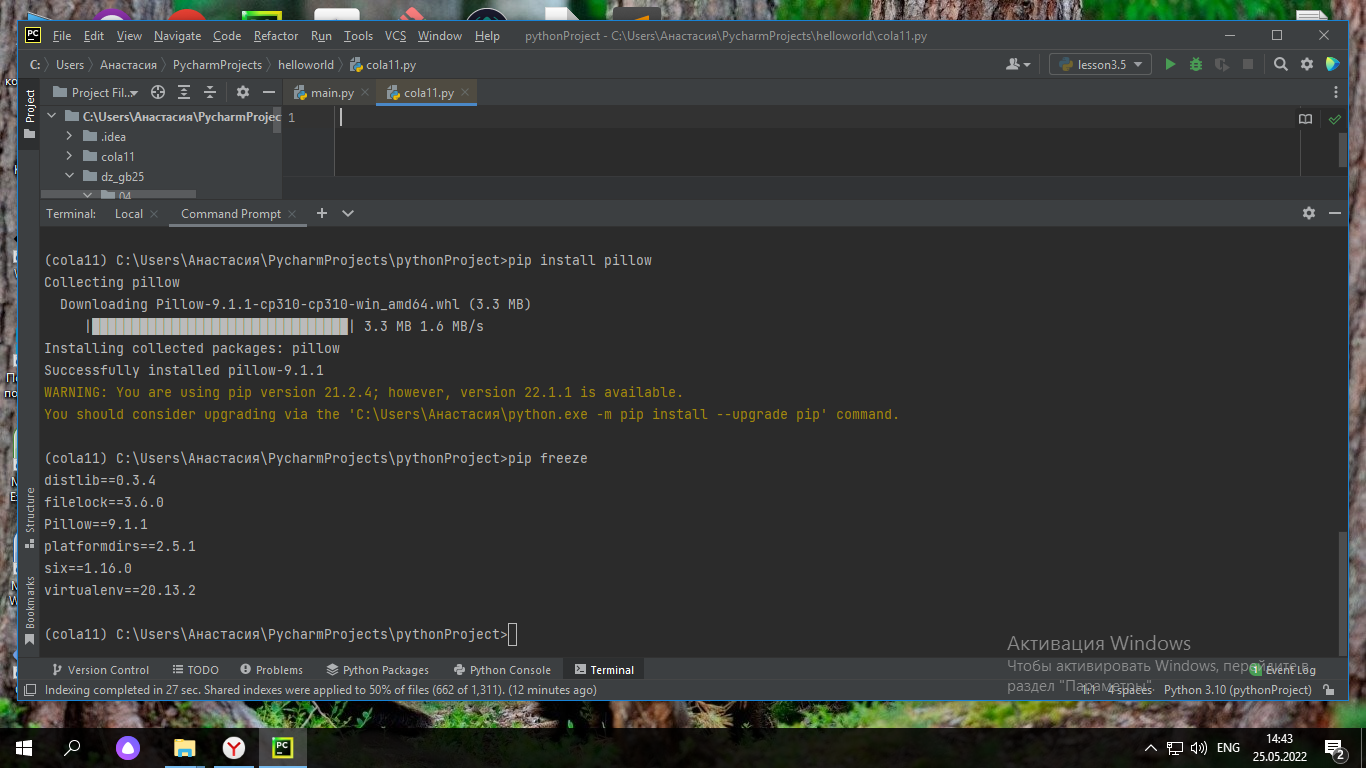 PC File Edit View Navigate Code Refactor Run Tools VCS Window Help pythonProject - C:\Users\Анастасия\PycharmProjects\helloworld\cola11.py
C: Users Анастасия PycharmProjects helloworld cola11.py lesson3.5
Project Fil.. main.py cola11.py
Project
C:\Users\Анастасия\PycharmProjec 1
.idea
cola11
dz_gb25
04
Terminal: Local Command Prompt
(cola11) C:\Users\Анастасия\PycharmProjects\pythonProject>pip install pillow
Collecting pillow
Downloading Pillow-9.1.1-cp310-cp310-win_amd64.whl (3.3 MB)
| | 3.3 MB 1.6 MB/s
Installing collected packages: pillow
Successfully installed pillow-9.1.1
WARNING: You are using pip version 21.2.4; however, version 22.1.1 is available.
You should consider upgrading via the 'C:\Users\Анастасия\python.exe -m pip install --upgrade pip' command.
(cola11) C:\Users\Анастасия\PycharmProjects\pythonProject>pip freeze
distlib==0.3.4
filelock==3.6.0
Pillow==9.1.1
platformdirs==2.5.1
six==1.16.0
virtualenv==20.13.2
(cola11) C:\Users\Анастасия\PycharmProjects\pythonProject>
Structure
Bookmarks
Активация Windows
Чтобы активировать Windows, перейдите в
раздел "Параметры".
Version Control TODO Problems Python Packages Python Console Terminal 1 Event Log
Indexing completed in 27 sec. Shared indexes were applied to 50% of files (662 of 1,311). (12 minutes ago) 1:1 4 spaces Python 3.10 (pythonProject)
PC ENG 14:43
25.05.2022 2